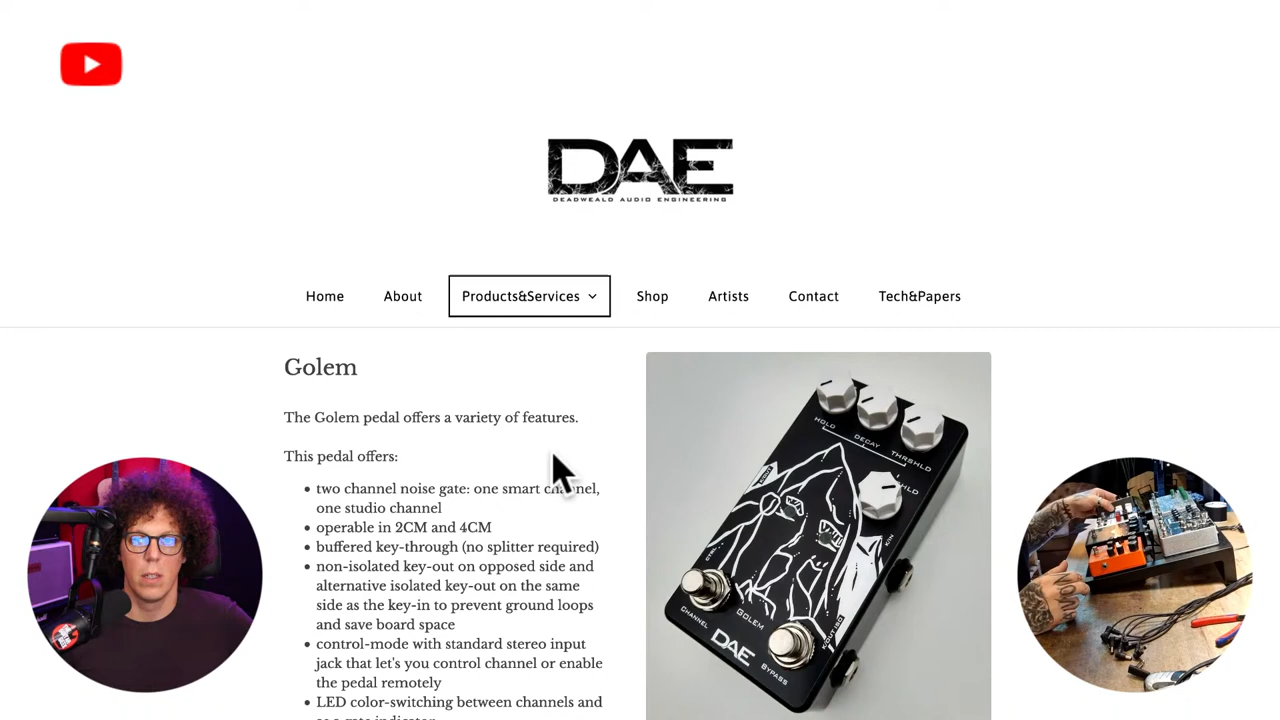 DAE
DEADWEALD AUDIO ENGINEERING
Home About Products&Services Shop Artists Contact Tech&Papers
Golem
The Golem pedal offers a variety of features.
This pedal offers:
• two channel noise gate: one smart channel,
one studio channel
• operable in 2CM and 4CM
• buffered key-through (no splitter required)
• non-isolated key-out on opposed side and
alternative isolated key-out on the same
side as the key-in to prevent ground loops
and save board space
• control-mode with standard stereo input
jack that let's you control channel or enable
the pedal remotely
• LED color-switching between channels and
HOLD DECAY THRSHLD
K/IN
CTRL
CHANNEL
GOLEM
DAE
BYPASS
K/OUT ISO